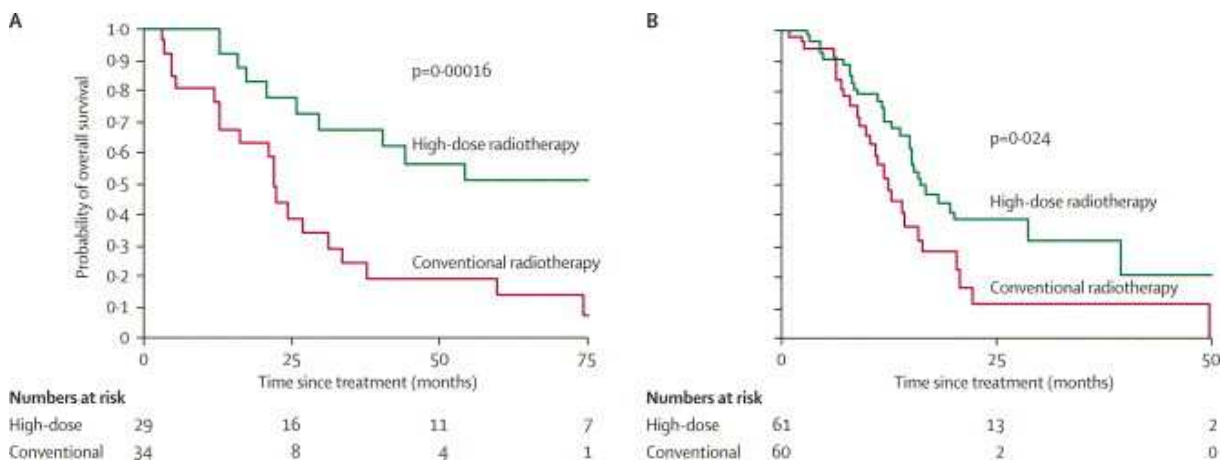 A
1·0
0·9
0·8
0·7
0·6
0·5
0·4
0·3
0·2
0·1
0
Probability of overall survival
p=0·00016
High-dose radiotherapy
Conventional radiotherapy
0 25 50 75
Time since treatment (months)
Numbers at risk
High-dose 29 16 11 7
Conventional 34 8 4 1
B
p=0·024
High-dose radiotherapy
Conventional radiotherapy
0 25 50
Time since treatment (months)
Numbers at risk
High-dose 61 13 2
Conventional 60 2 0